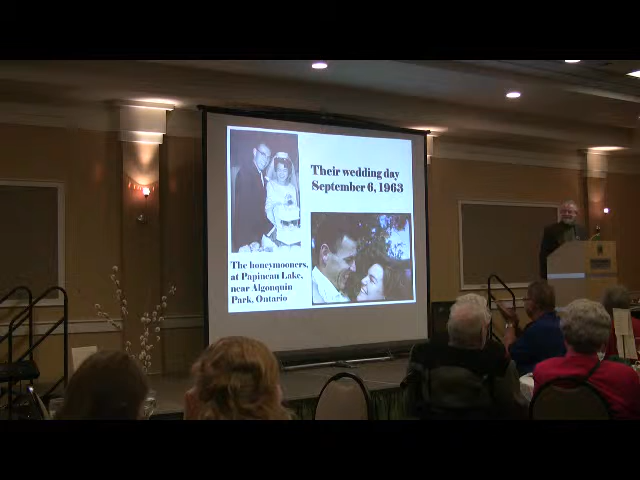 Their wedding day
September 6, 1963
The honeymooners,
at Papineau Lake,
near Algonquin
Park, Ontario